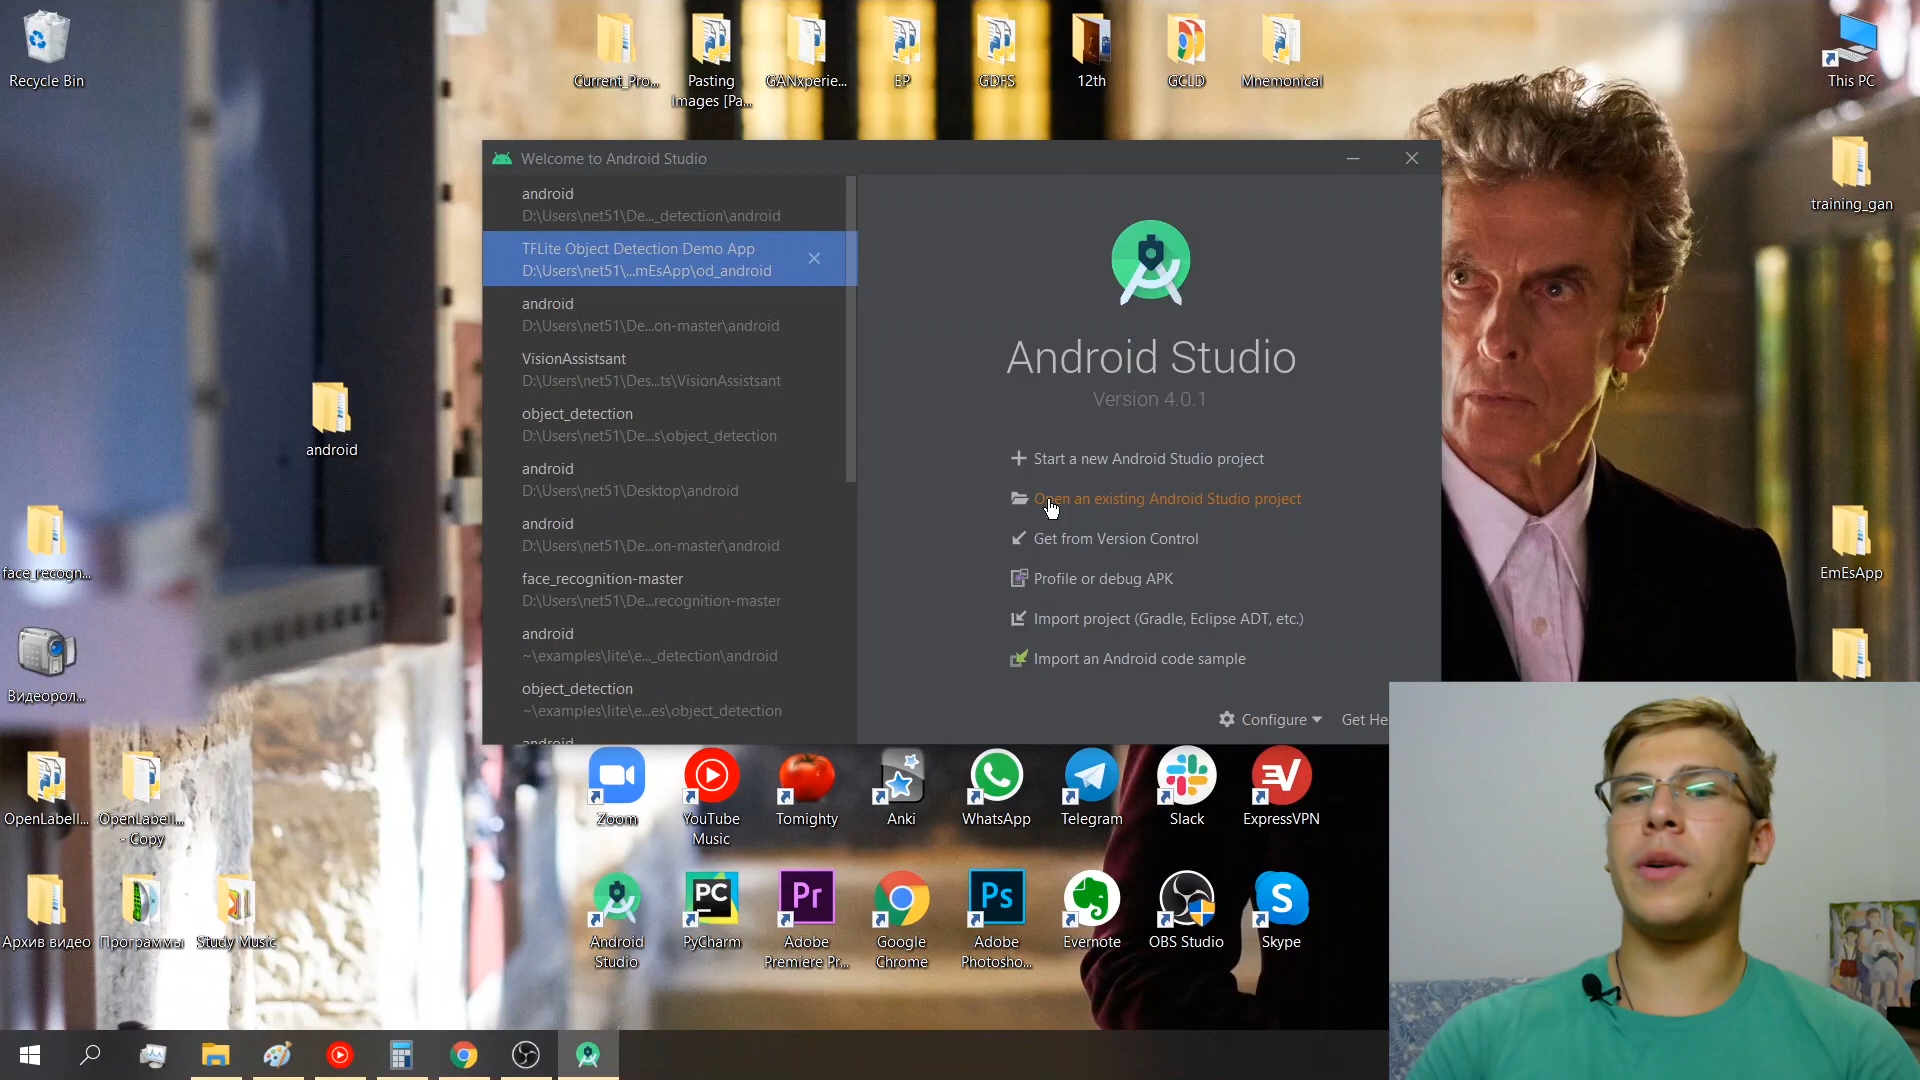 Recycle Bin
Current_Pro...
Pasting
Images [Pa...
GANxperie...
EP
GDFS
12th
GCLD
Mnemonical
This PC
training_gan
android
face_recogn...
EmEsApp
Видеорол...
OpenLabell...
OpenLabell...
- Copy
Архив видео
Программы
Study Music
Welcome to Android Studio
android
D:\Users\net51\De..._detection\android
TFLite Object Detection Demo App
D:\Users\net51\...mEsApp\od_android
android
D:\Users\net51\De...on-master\android
VisionAssistsant
D:\Users\net51\Des...ts\VisionAssistsant
object_detection
D:\Users\net51\De...s\object_detection
android
D:\Users\net51\Desktop\android
android
D:\Users\net51\De...on-master\android
face_recognition-master
D:\Users\net51\De...recognition-master
android
~\examples\lite\e..._detection\android
object_detection
~\examples\lite\e...es\object_detection
android
Android Studio
Version 4.0.1
Start a new Android Studio project
Open an existing Android Studio project
Get from Version Control
Profile or debug APK
Import project (Gradle, Eclipse ADT, etc.)
Import an Android code sample
Configure
Get He
Zoom
YouTube
Music
Tomighty
Anki
WhatsApp
Telegram
Slack
EV
ExpressVPN
Android
Studio
PC
PyCharm
Pr
Adobe
Premiere Pr...
Google
Chrome
Ps
Adobe
Photosho...
Evernote
OBS Studio
S
Skype